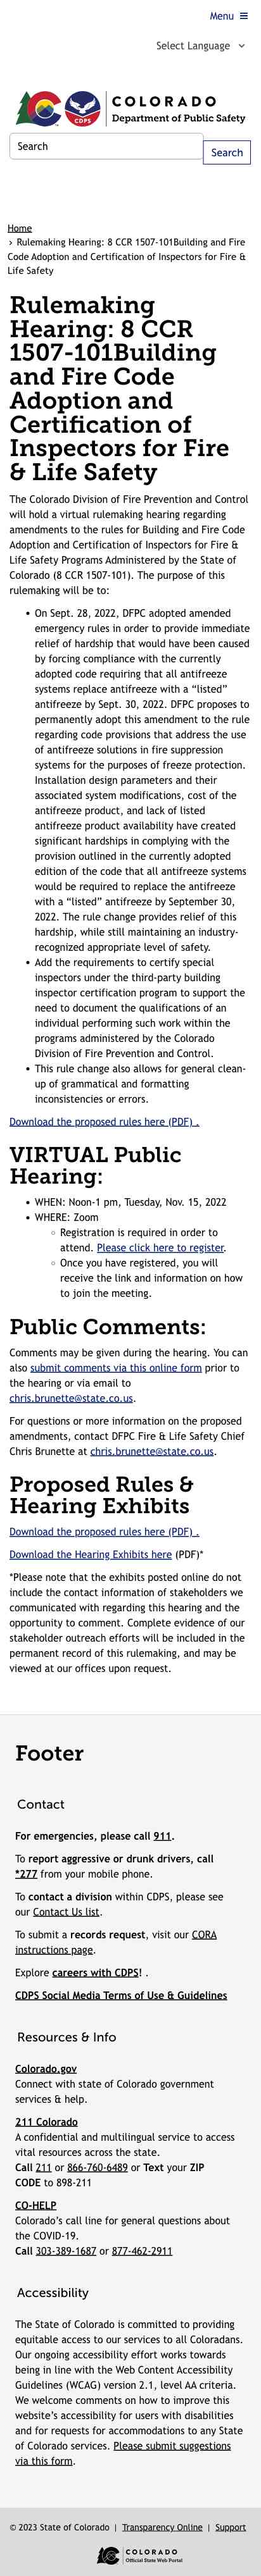 Menu
Select Language
CDPS
COLORADO
Department of Public Safety
Search
Search
Home
› Rulemaking Hearing: 8 CCR 1507-101Building and Fire
Code Adoption and Certification of Inspectors for Fire &
Life Safety
Rulemaking
Hearing: 8 CCR
1507-101Building
and Fire Code
Adoption and
Certification of
Inspectors for Fire
& Life Safety
The Colorado Division of Fire Prevention and Control
will hold a virtual rulemaking hearing regarding
amendments to the rules for Building and Fire Code
Adoption and Certification of Inspectors for Fire &
Life Safety Programs Administered by the State of
Colorado (8 CCR 1507-101). The purpose of this
rulemaking will be to:
• On Sept. 28, 2022, DFPC adopted amended
emergency rules in order to provide immediate
relief of hardship that would have been caused
by forcing compliance with the currently
adopted code requiring that all antifreeze
systems replace antifreeze with a “listed”
antifreeze by Sept. 30, 2022. DFPC proposes to
permanently adopt this amendment to the rule
regarding code provisions that address the use
of antifreeze solutions in fire suppression
systems for the purposes of freeze protection.
Installation design parameters and their
associated system modifications, cost of the
antifreeze product, and lack of listed
antifreeze product availability have created
significant hardships in complying with the
provision outlined in the currently adopted
edition of the code that all antifreeze systems
would be required to replace the antifreeze
with a “listed” antifreeze by September 30,
2022. The rule change provides relief of this
hardship, while still maintaining an industry-
recognized appropriate level of safety.
• Add the requirements to certify special
inspectors under the third-party building
inspector certification program to support the
need to document the qualifications of an
individual performing such work within the
programs administered by the Colorado
Division of Fire Prevention and Control.
• This rule change also allows for general clean-
up of grammatical and formatting
inconsistencies or errors.
Download the proposed rules here (PDF) .
VIRTUAL Public
Hearing:
• WHEN: Noon-1 pm, Tuesday, Nov. 15, 2022
• WHERE: Zoom
◦ Registration is required in order to
attend. Please click here to register.
◦ Once you have registered, you will
receive the link and information on how
to join the meeting.
Public Comments:
Comments may be given during the hearing. You can
also submit comments via this online form prior to
the hearing or via email to
chris.brunette@state.co.us.
For questions or more information on the proposed
amendments, contact DFPC Fire & Life Safety Chief
Chris Brunette at chris.brunette@state.co.us.
Proposed Rules &
Hearing Exhibits
Download the proposed rules here (PDF) .
Download the Hearing Exhibits here (PDF)*
*Please note that the exhibits posted online do not
include the contact information of stakeholders we
communicated with regarding this hearing and the
opportunity to comment. Complete evidence of our
stakeholder outreach efforts will be included in the
permanent record of this rulemaking, and may be
viewed at our offices upon request.
Footer
Contact
For emergencies, please call 911.
To report aggressive or drunk drivers, call
*277 from your mobile phone.
To contact a division within CDPS, please see
our Contact Us list.
To submit a records request, visit our CORA
instructions page.
Explore careers with CDPS! .
CDPS Social Media Terms of Use & Guidelines
Resources & Info
Colorado.gov
Connect with state of Colorado government
services & help.
211 Colorado
A confidential and multilingual service to access
vital resources across the state.
Call 211 or 866-760-6489 or Text your ZIP
CODE to 898-211
CO-HELP
Colorado’s call line for general questions about
the COVID-19.
Call 303-389-1687 or 877-462-2911
Accessibility
The State of Colorado is committed to providing
equitable access to our services to all Coloradans.
Our ongoing accessibility effort works towards
being in line with the Web Content Accessibility
Guidelines (WCAG) version 2.1, level AA criteria.
We welcome comments on how to improve this
website’s accessibility for users with disabilities
and for requests for accommodations to any State
of Colorado services. Please submit suggestions
via this form.
© 2023 State of Colorado | Transparency Online | Support
COLORADO
Official State Web Portal